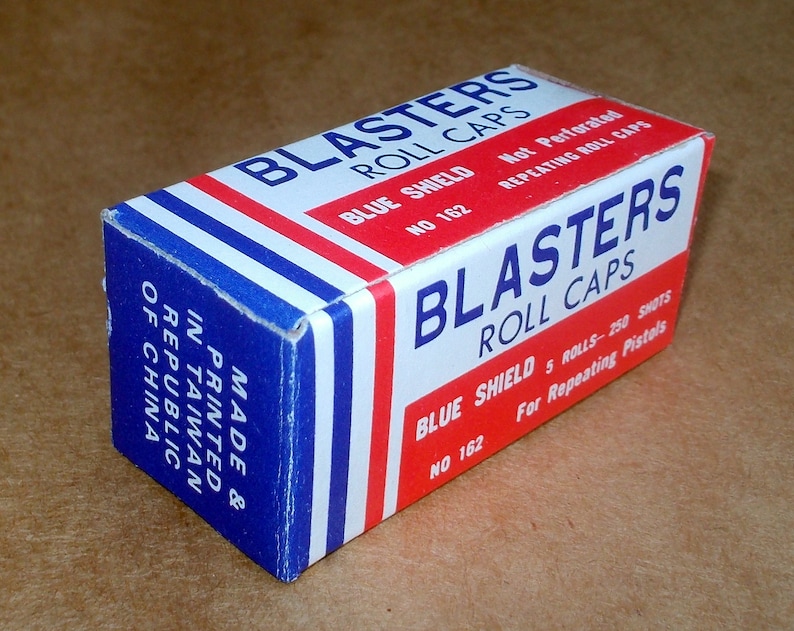 BLASTERS
ROLL CAPS
BLUE SHIELD Not Perforated
NO 162 REPEATING ROLL CAPS
BLASTERS
ROLL CAPS
BLUE SHIELD 5 ROLLS— 250 SHOTS
NO 162 For Repeating Pistols
MADE &
PRINTED
IN TAIWAN
REPUBLIC
OF CHINA